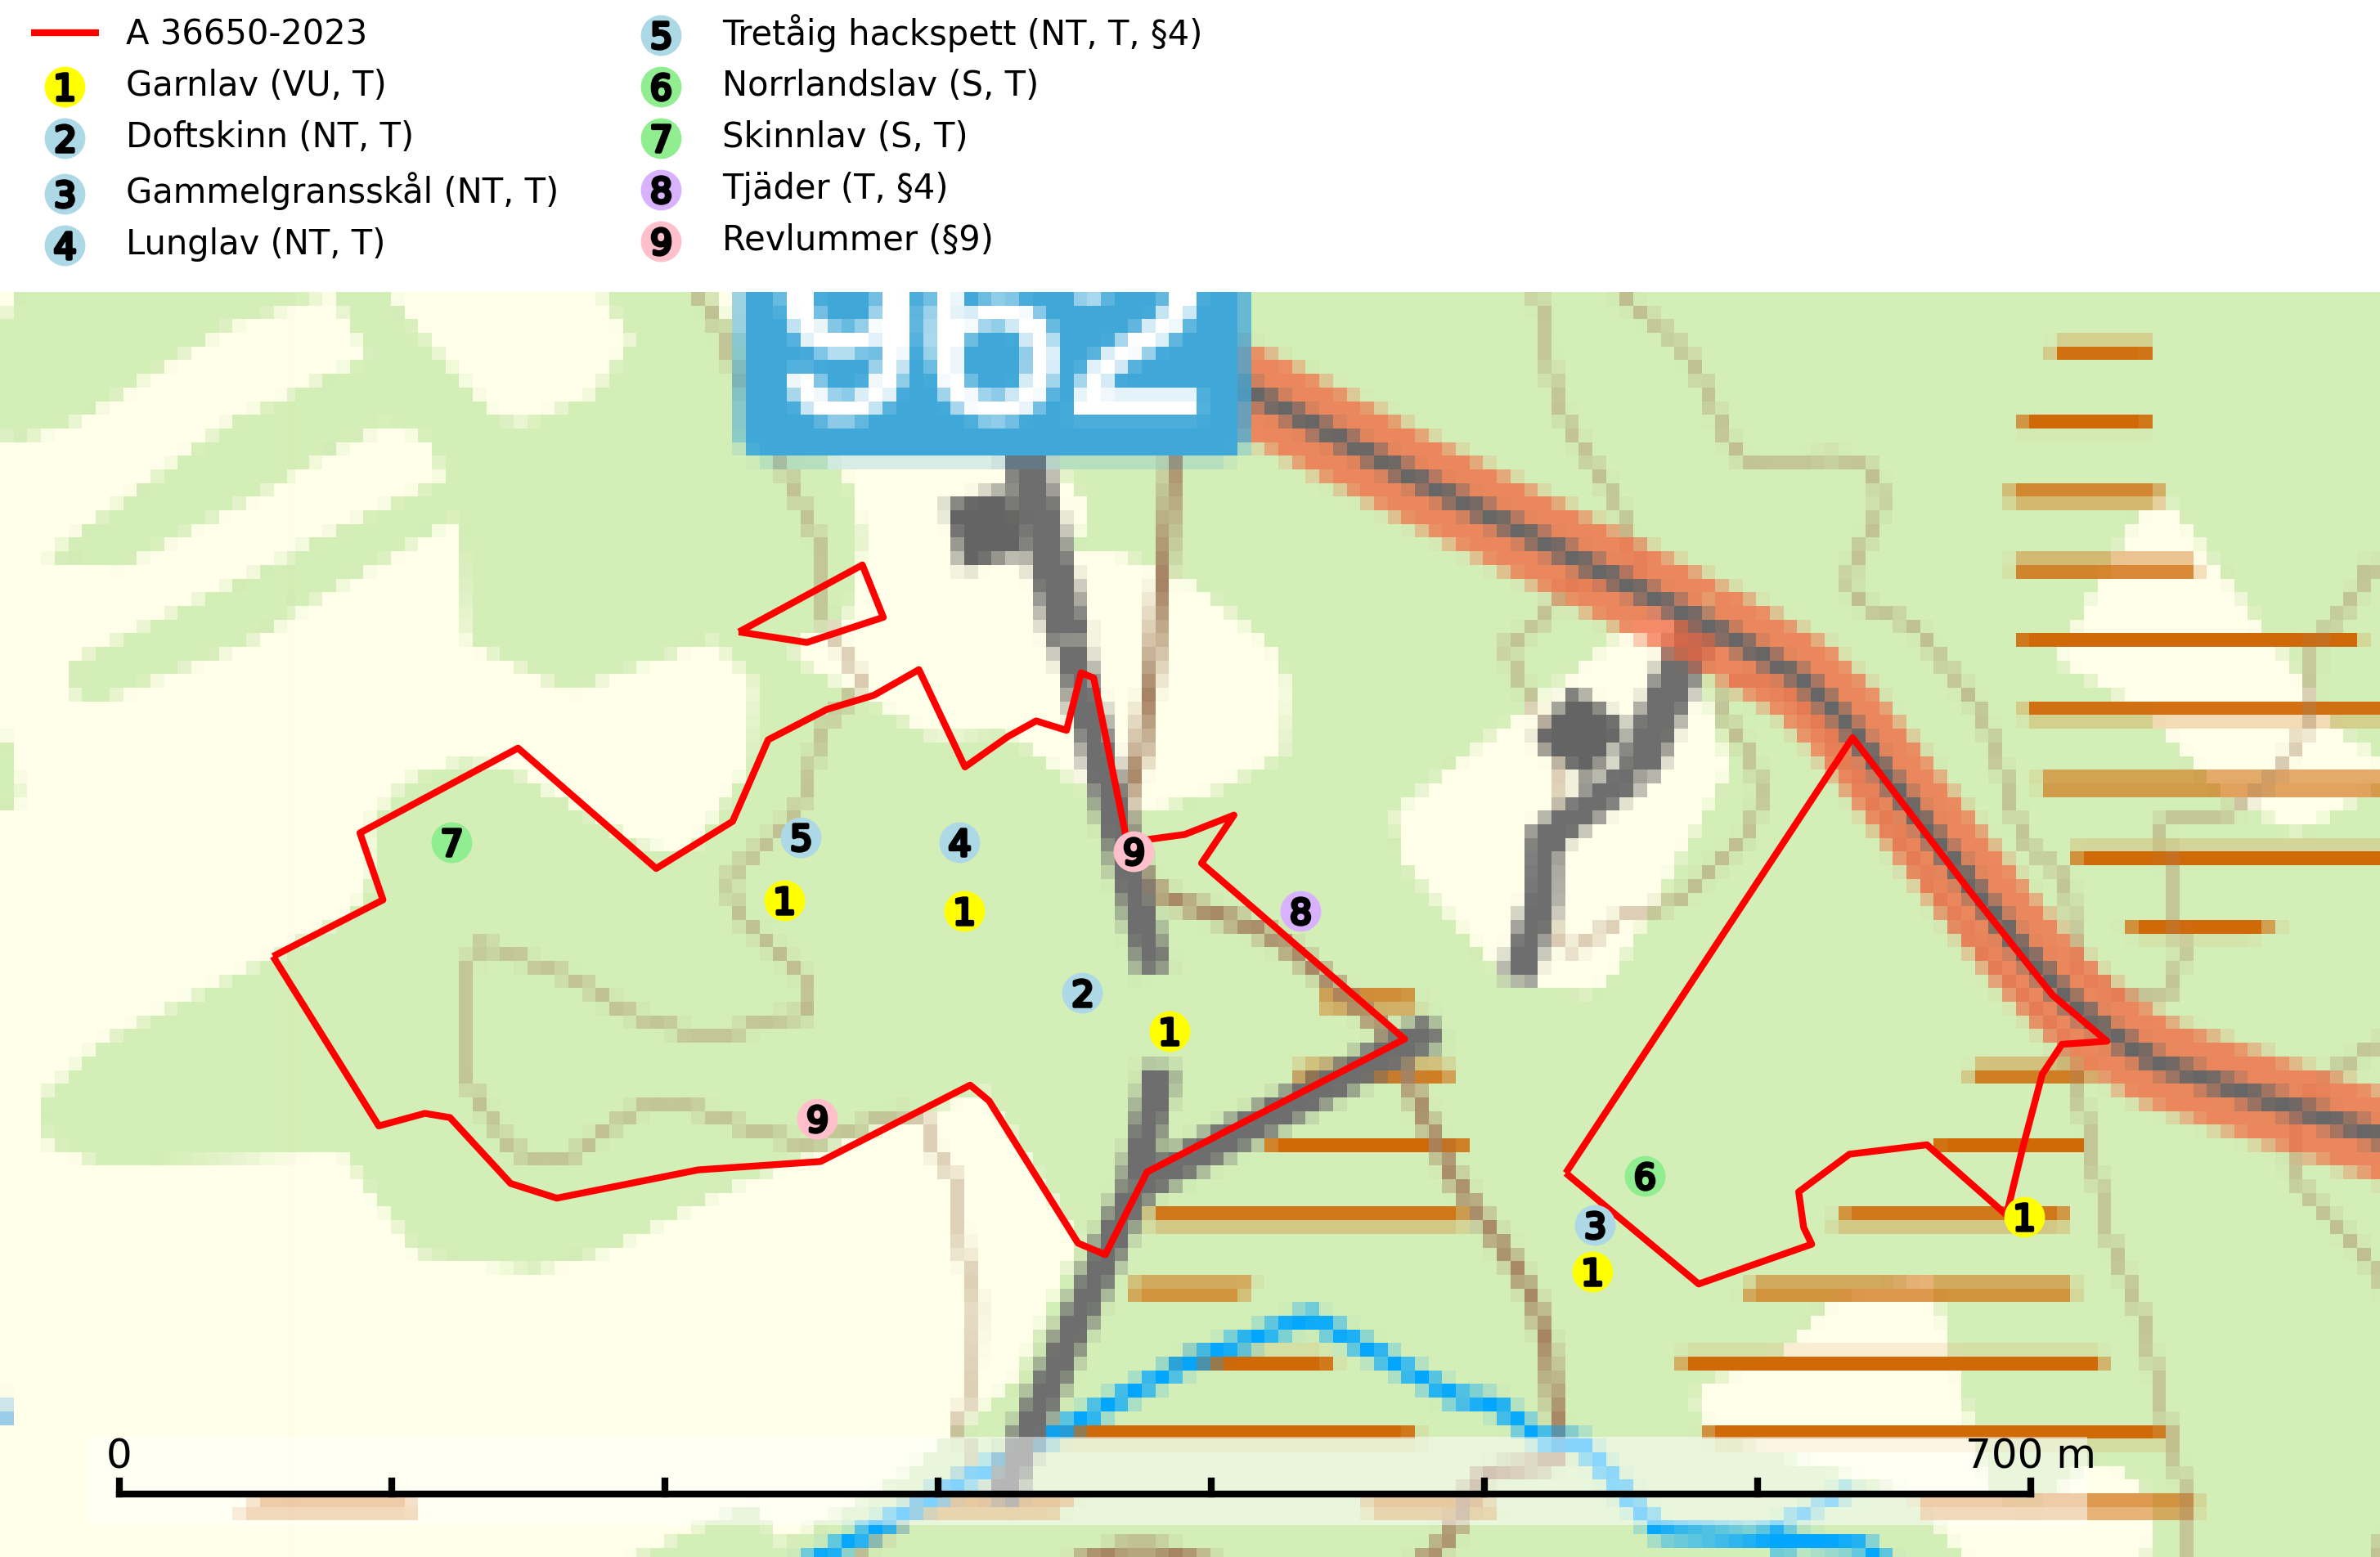 A 36650-2023
1 Garnlav (VU, T)
2 Doftskinn (NT, T)
3 Gammelgransskål (NT, T)
4 Lunglav (NT, T)
5 Tretåig hackspett (NT, T, §4)
6 Norrlandslav (S, T)
7 Skinnlav (S, T)
8 Tjäder (T, §4)
9 Revlummer (§9)
962
7
5
4
9
1
1
8
2
1
9
6
3
1
1
0
700 m